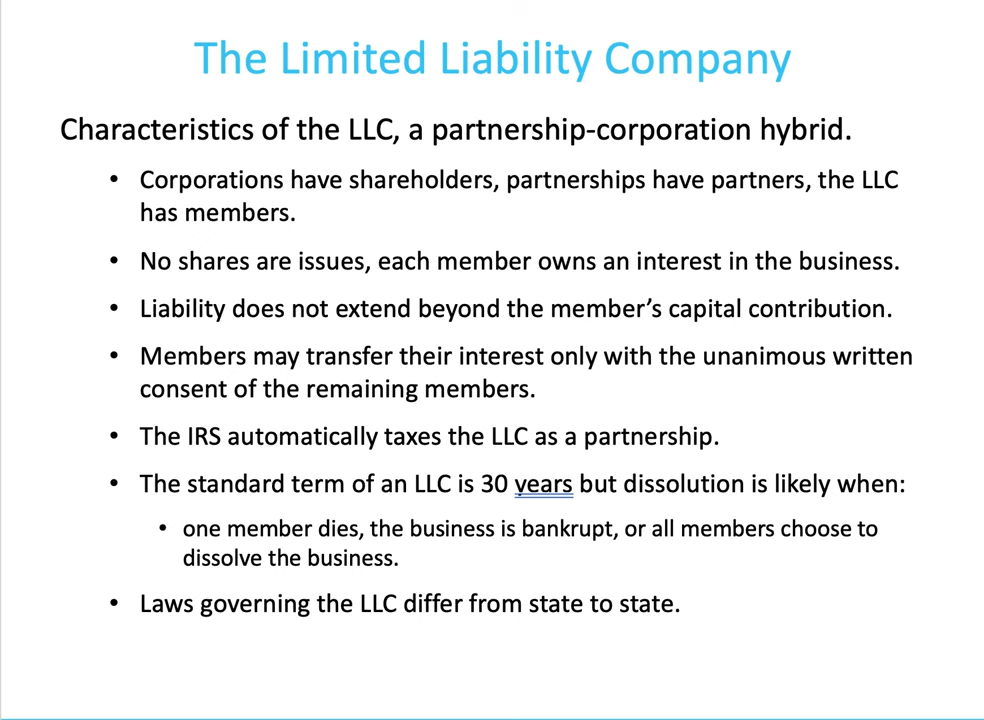 The Limited Liability Company
Characteristics of the LLC, a partnership-corporation hybrid.
• Corporations have shareholders, partnerships have partners, the LLC
has members.
• No shares are issues, each member owns an interest in the business.
• Liability does not extend beyond the member’s capital contribution.
• Members may transfer their interest only with the unanimous written
consent of the remaining members.
• The IRS automatically taxes the LLC as a partnership.
• The standard term of an LLC is 30 years but dissolution is likely when:
• one member dies, the business is bankrupt, or all members choose to
dissolve the business.
• Laws governing the LLC differ from state to state.